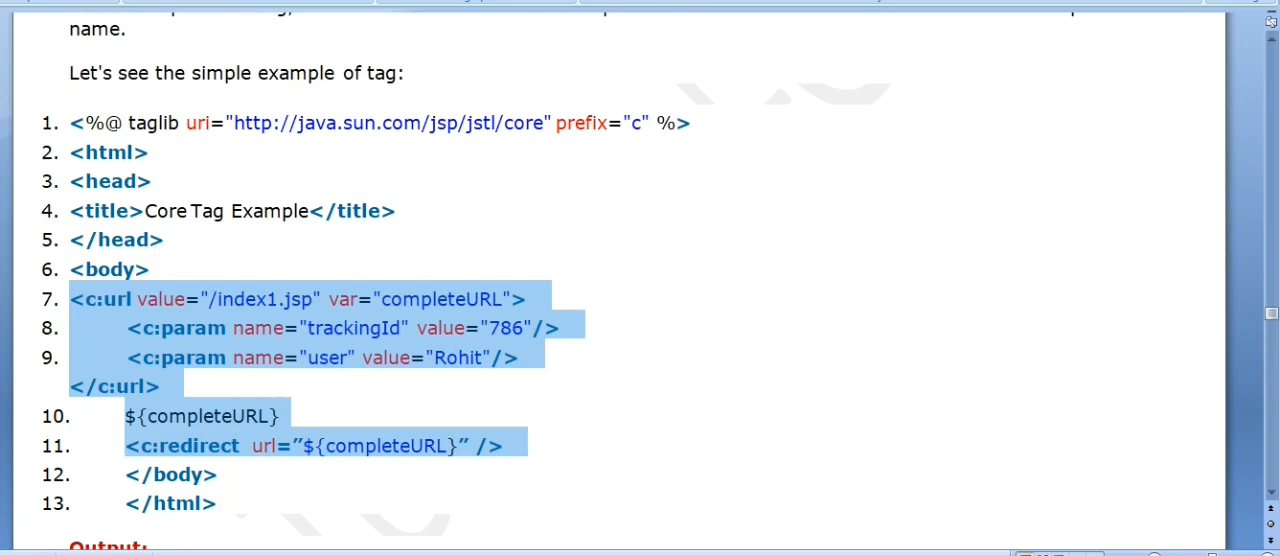 name.
Let's see the simple example of tag:
1. <%@ taglib uri="http://java.sun.com/jsp/jstl/core" prefix="c" %>
2. <html>
3. <head>
4. <title>Core Tag Example</title>
5. </head>
6. <body>
7. <c:url value="/index1.jsp" var="completeURL">
8. <c:param name="trackingId" value="786"/>
9. <c:param name="user" value="Rohit"/>
</c:url>
10. ${completeURL}
11. <c:redirect url=”${completeURL}” />
12. </body>
13. </html>
Output: